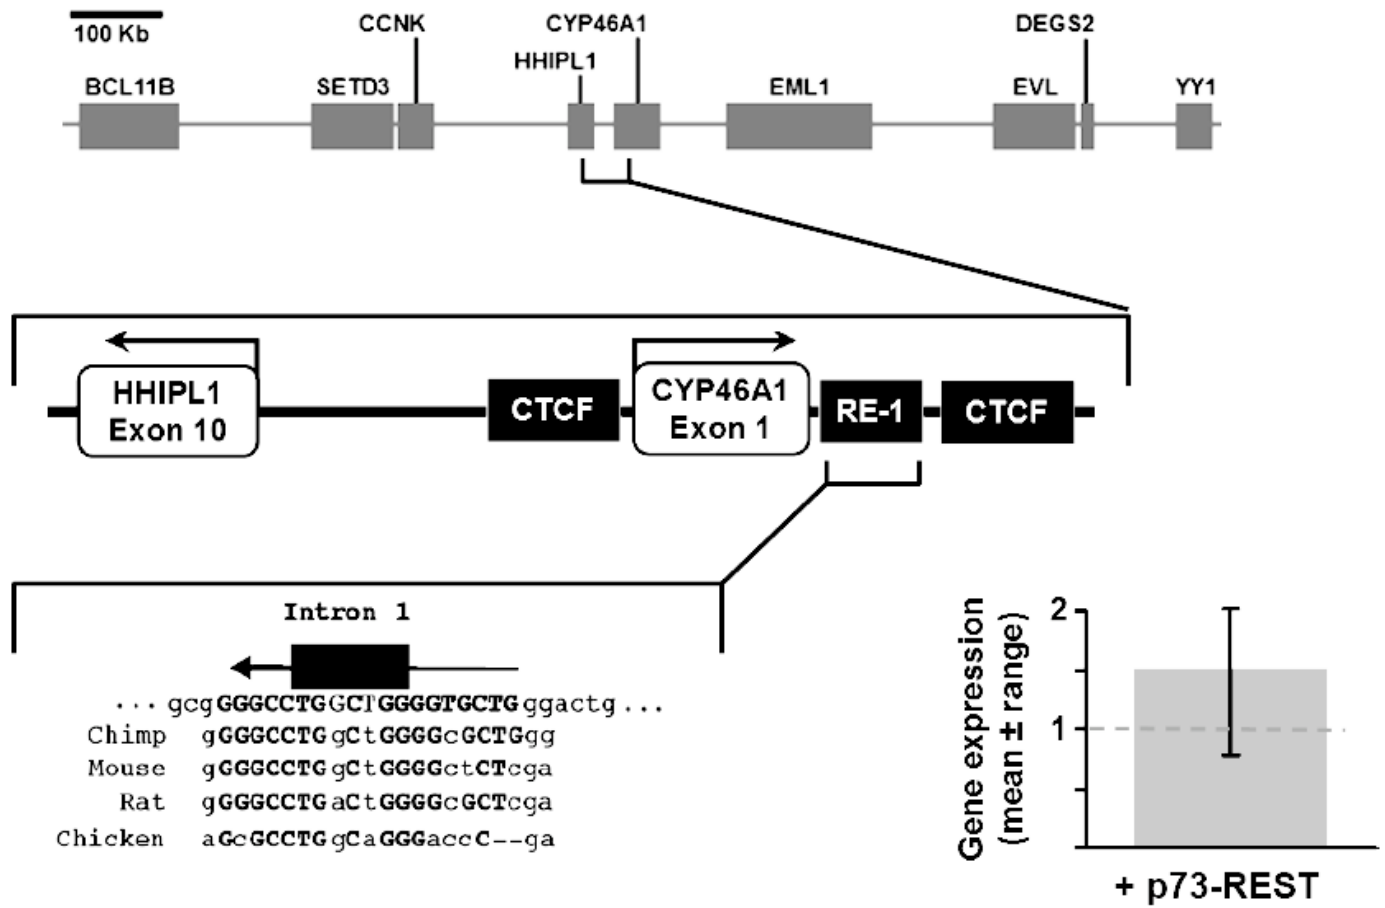 100 Kb
CCNK
CYP46A1
DEGS2
HHIPL1
BCL11B
SETD3
EML1
EVL
YY1
HHIPL1
Exon 10
CTCF
CYP46A1
Exon 1
RE-1
CTCF
Intron 1
... gcgGGGCCTGGCTGGGGTGCTGggactg...
Chimp gGGGCCTGgCtGGGGcGCTGgg
Mouse gGGGCCTGgCtGGGGctCTcga
Rat gGGGCCTGaCtGGGGcGCTcga
Chicken aGcGCCTGgCaGGGaccC--ga
Gene expression
(mean ± range)
2
1
+ p73-REST